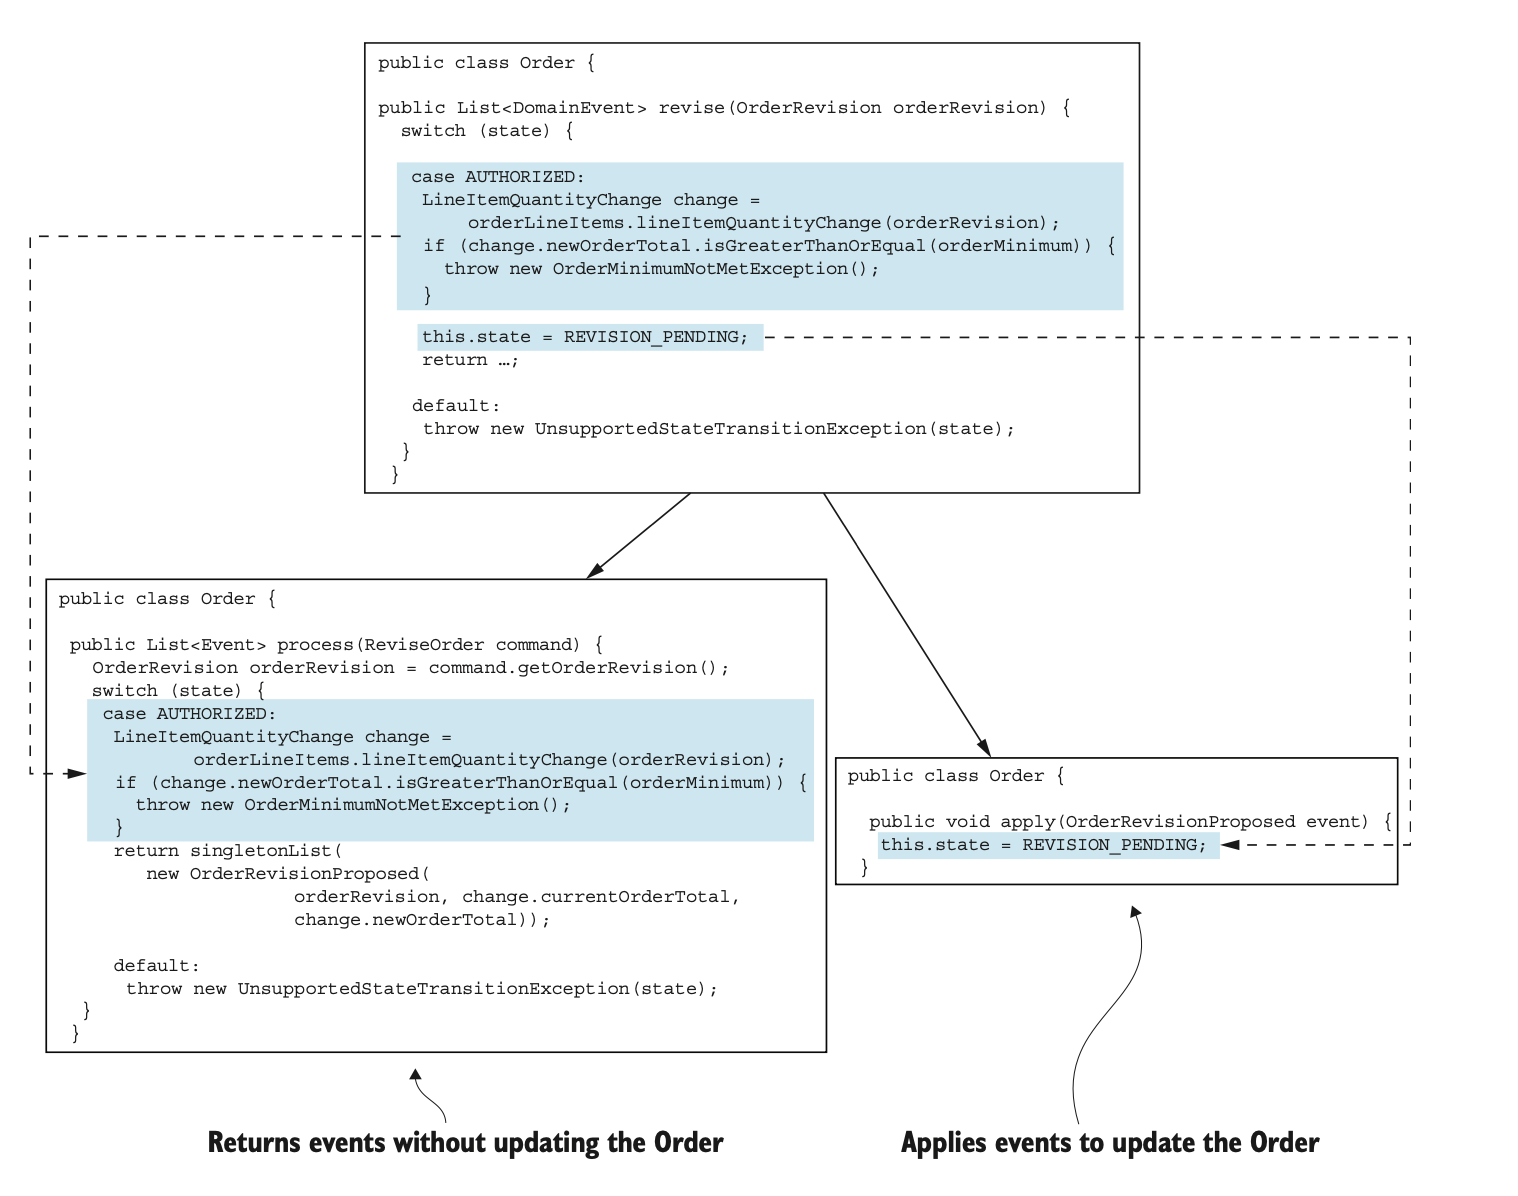 public class Order {
public List<DomainEvent> revise(OrderRevision orderRevision) {
switch (state) {
case AUTHORIZED:
LineItemQuantityChange change =
orderLineItems.lineItemQuantityChange(orderRevision);
if (change.newOrderTotal.isGreaterThanOrEqual(orderMinimum)) {
throw new OrderMinimumNotMetException();
}
this.state = REVISION_PENDING;
return …;
default:
throw new UnsupportedStateTransitionException(state);
}
}
public class Order {
public List<Event> process(ReviseOrder command) {
OrderRevision orderRevision = command.getOrderRevision();
switch (state) {
case AUTHORIZED:
LineItemQuantityChange change =
orderLineItems.lineItemQuantityChange(orderRevision);
if (change.newOrderTotal.isGreaterThanOrEqual(orderMinimum)) {
throw new OrderMinimumNotMetException();
}
return singletonList(
new OrderRevisionProposed(
orderRevision, change.currentOrderTotal,
change.newOrderTotal));
default:
throw new UnsupportedStateTransitionException(state);
}
}
public class Order {
public void apply(OrderRevisionProposed event) {
this.state = REVISION_PENDING;
}
Returns events without updating the Order
Applies events to update the Order